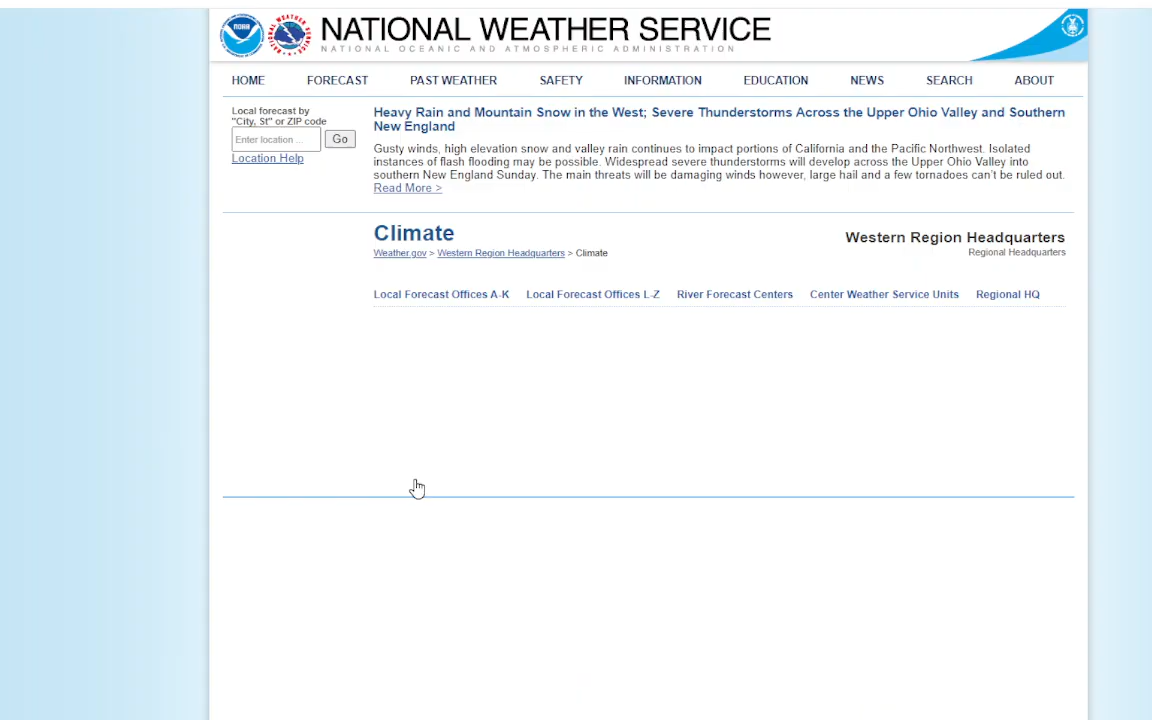 NATIONAL WEATHER SERVICE
NATIONAL OCEANIC AND ATMOSPHERIC ADMINISTRATION
HOME FORECAST PAST WEATHER SAFETY INFORMATION EDUCATION NEWS SEARCH ABOUT
Local forecast by
"City, St" or ZIP code
Enter location ... Go
Location Help
Heavy Rain and Mountain Snow in the West; Severe Thunderstorms Across the Upper Ohio Valley and Southern
New England
Gusty winds, high elevation snow and valley rain continues to impact portions of California and the Pacific Northwest. Isolated
instances of flash flooding may be possible. Widespread severe thunderstorms will develop across the Upper Ohio Valley into
southern New England Sunday. The main threats will be damaging winds however, large hail and a few tornadoes can't be ruled out.
Read More >
Climate
Weather.gov > Western Region Headquarters > Climate
Western Region Headquarters
Regional Headquarters
Local Forecast Offices A-K Local Forecast Offices L-Z River Forecast Centers Center Weather Service Units Regional HQ